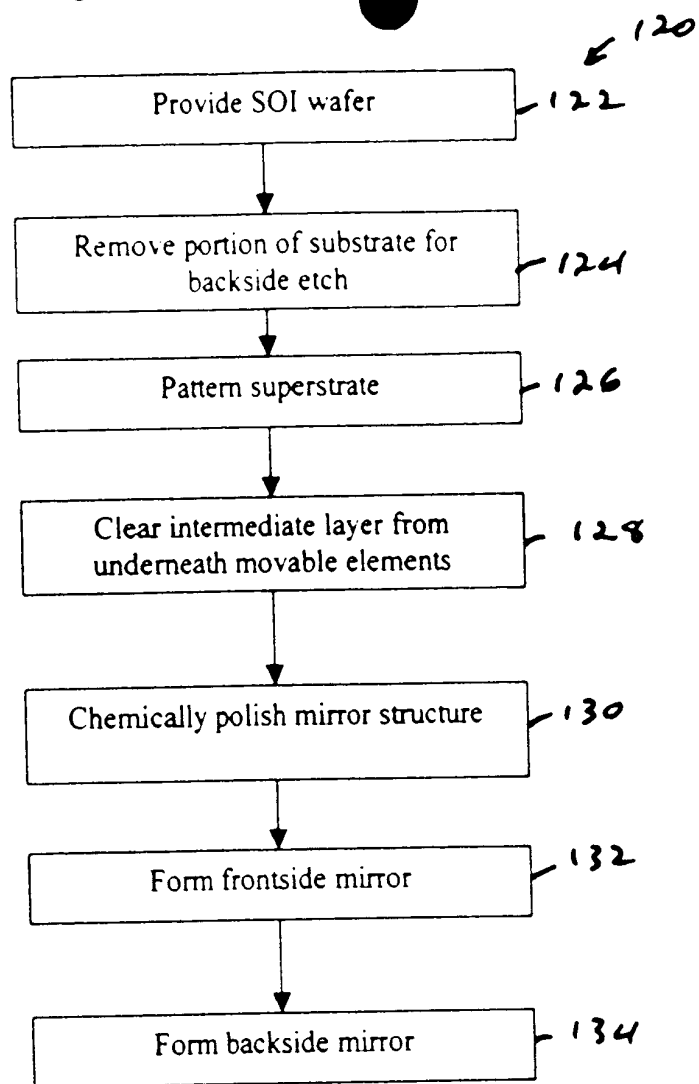 120
Provide SOI wafer
122
Remove portion of substrate for
backside etch
124
Pattern superstrate
126
Clear intermediate layer from
underneath movable elements
128
Chemically polish mirror structure
130
Form frontside mirror
132
Form backside mirror
134